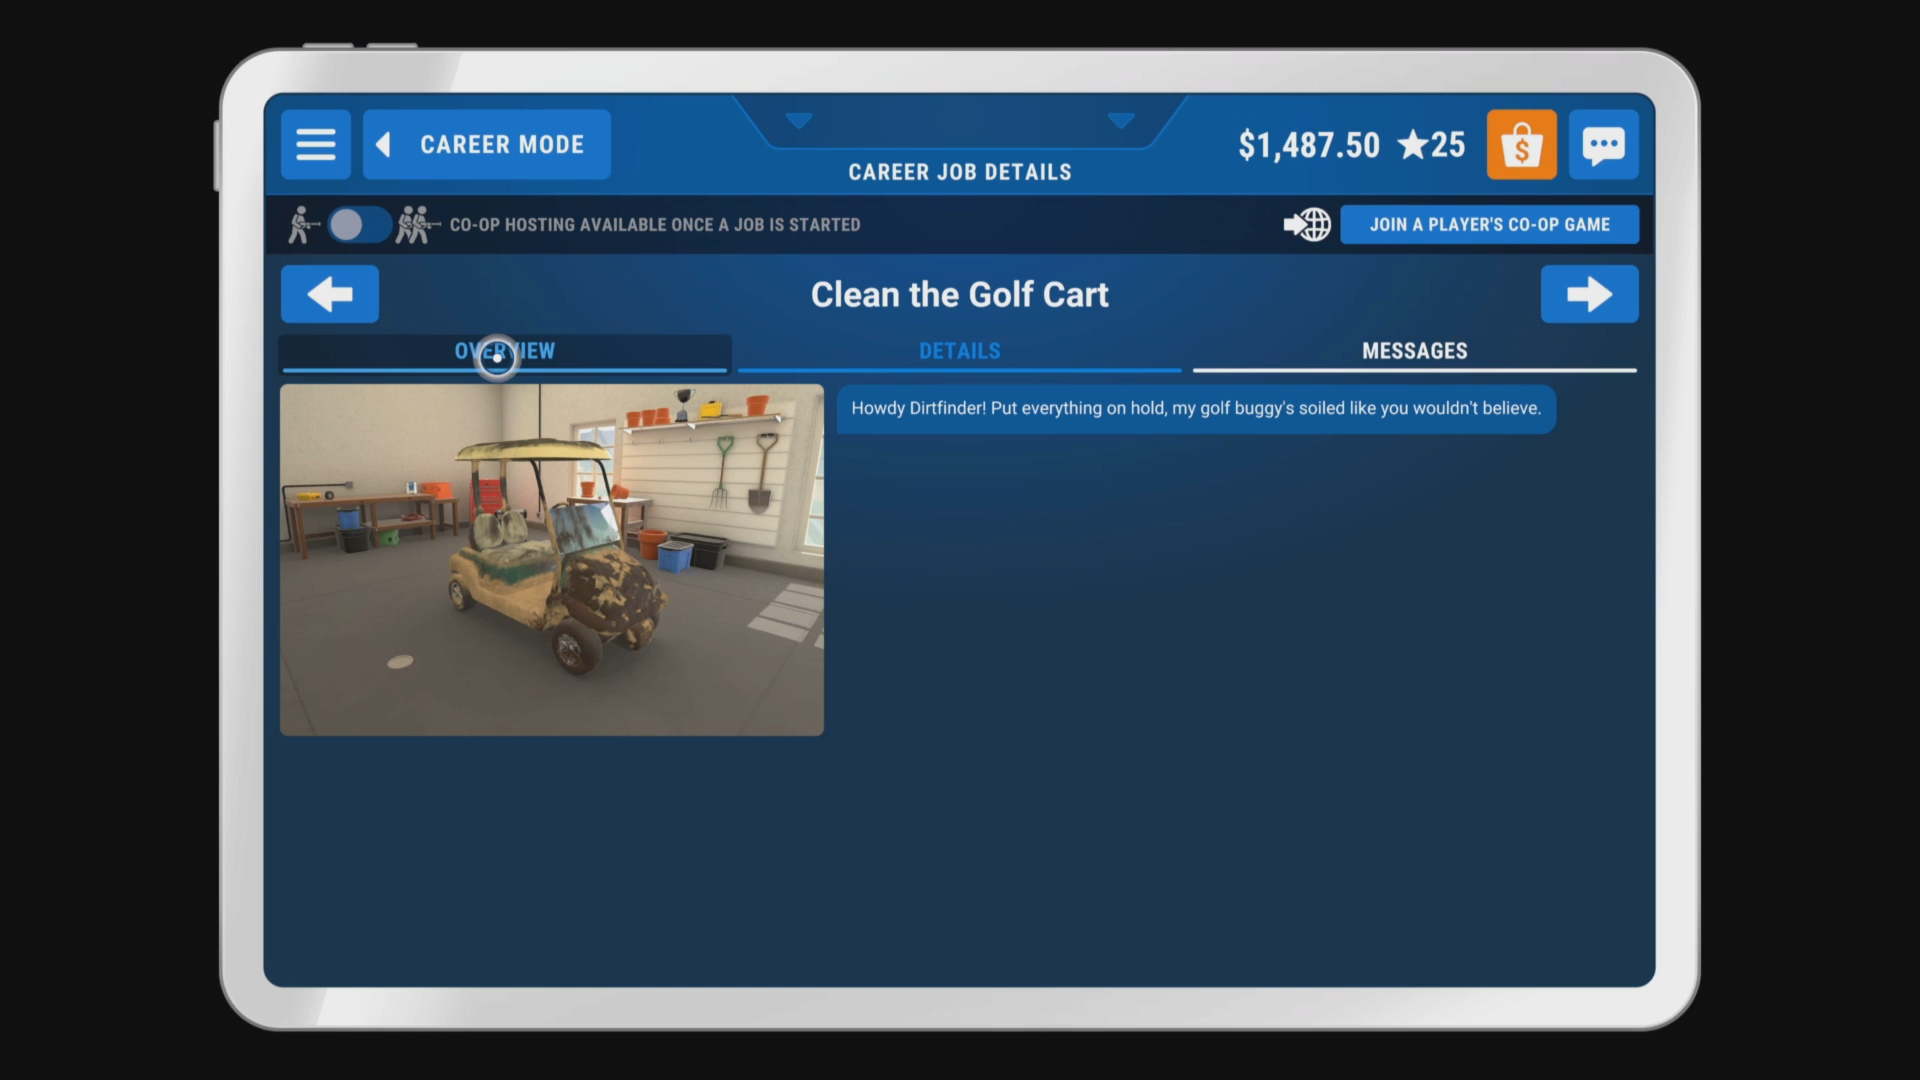 CAREER MODE
CAREER JOB DETAILS
$1,487.50 ★25
CO-OP HOSTING AVAILABLE ONCE A JOB IS STARTED
JOIN A PLAYER'S CO-OP GAME
Clean the Golf Cart
OVERVIEW
DETAILS
MESSAGES
Howdy Dirtfinder! Put everything on hold, my golf buggy's soiled like you wouldn't believe.